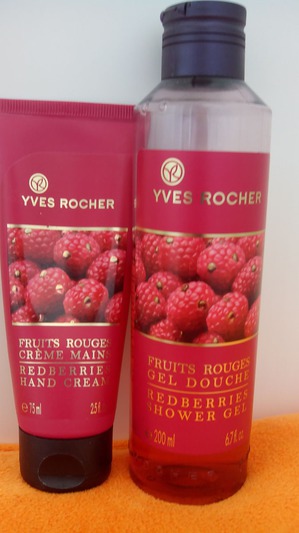 YVES ROCHER
FRUITS ROUGES
CRÈME MAINS
REDBERRIES
HAND CREAM
e 75 ml 2.5 fl.
YVES ROCHER
FRUITS ROUGES
GEL DOUCHE
REDBERRIES
SHOWER GEL
200 ml 6.7 fl. oz.